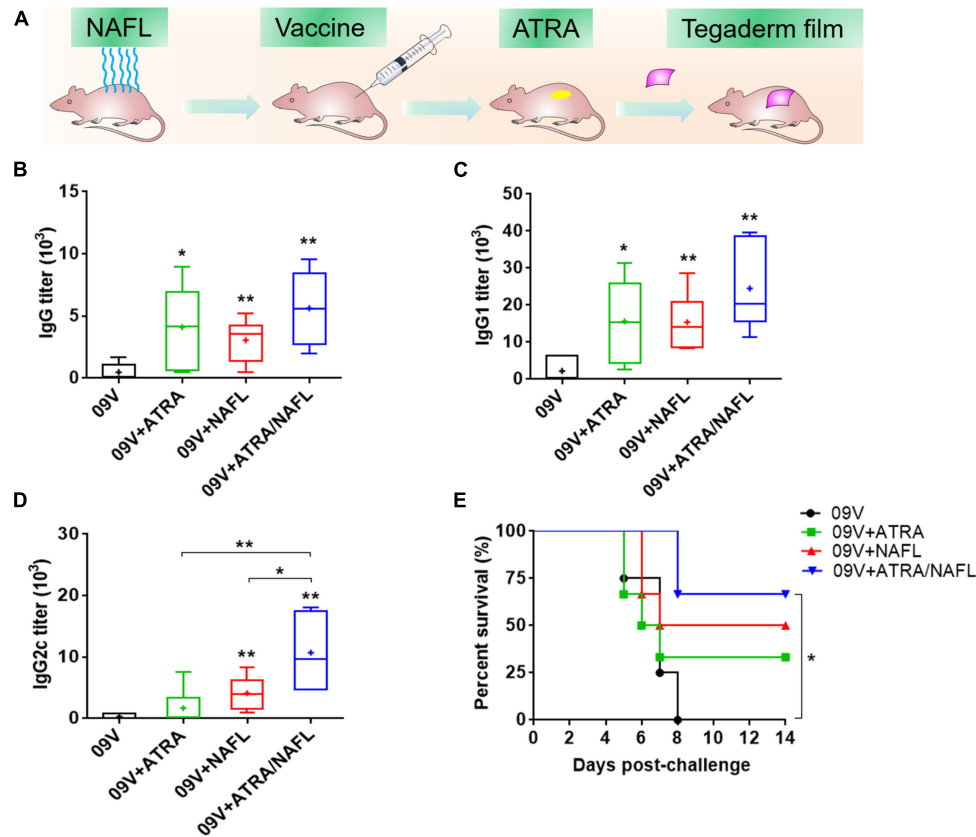 A
NAFL
Vaccine
ATRA
Tegaderm film
B
IgG titer (10³)
15
10
5
0
*
**
**
09V
09V+ATRA
09V+NAFL
09V+ATRA/NAFL
C
IgG1 titer (10³)
50
40
30
20
10
0
*
**
**
09V
09V+ATRA
09V+NAFL
09V+ATRA/NAFL
D
IgG2c titer (10³)
30
20
10
0
**
*
**
**
09V
09V+ATRA
09V+NAFL
09V+ATRA/NAFL
E
Percent survival (%)
100
75
50
25
0
0 2 4 6 8 10 12 14
Days post-challenge
09V
09V+ATRA
09V+NAFL
09V+ATRA/NAFL
*